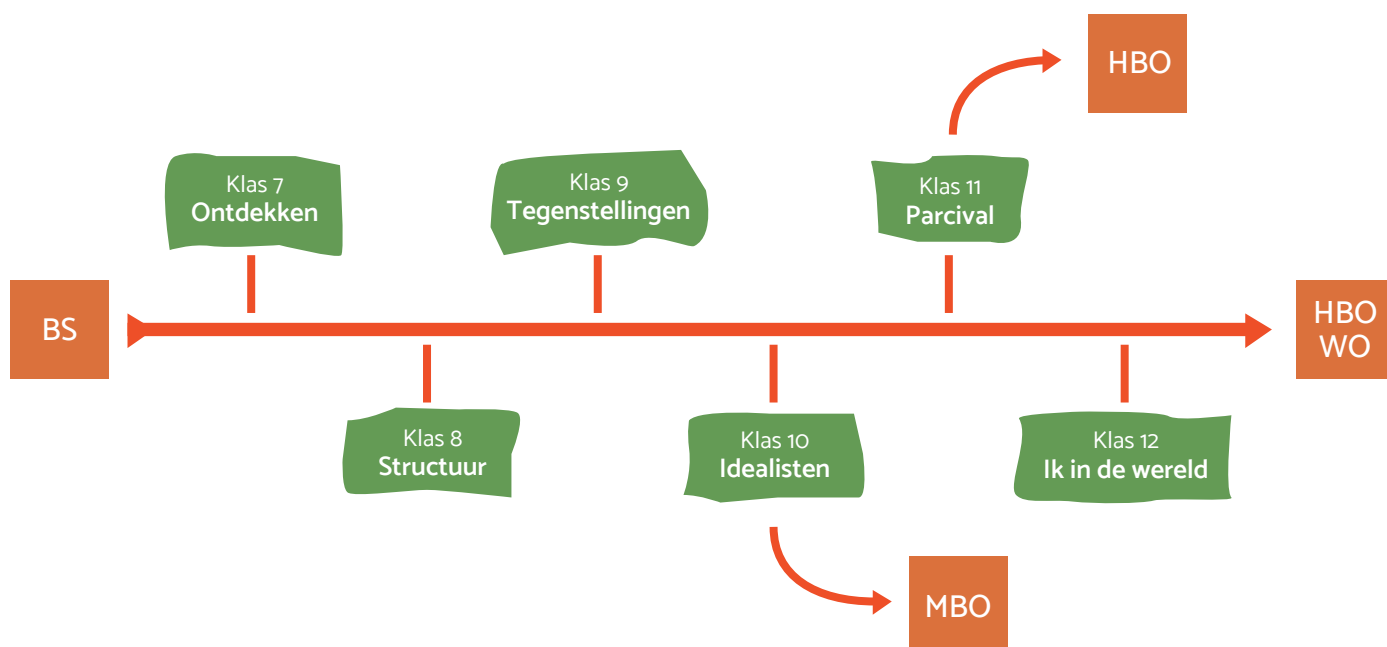 HBO
Klas 7
Ontdekken
Klas 9
Tegenstellingen
Klas 11
Parcival
BS
HBO
WO
Klas 8
Structuur
Klas 10
Idealisten
Klas 12
Ik in de wereld
MBO